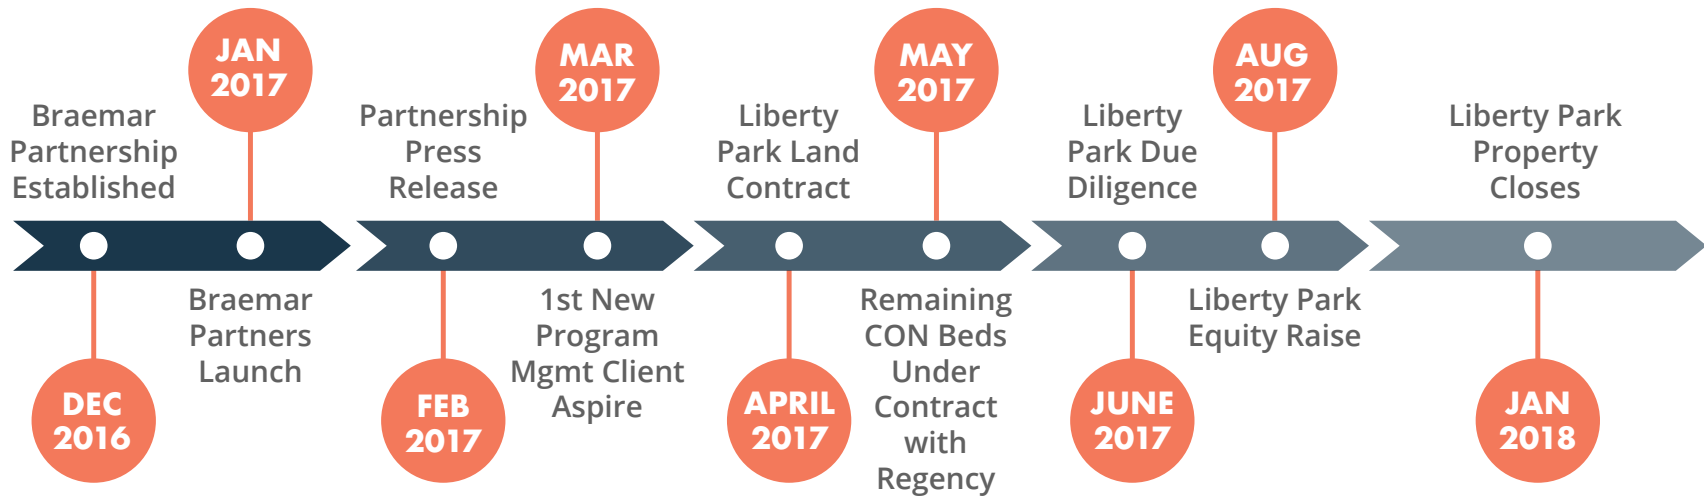 Braemar
Partnership
Established
DEC
2016
JAN
2017
Braemar
Partners
Launch
Partnership
Press
Release
FEB
2017
MAR
2017
1st New
Program
Mgmt Client
Aspire
Liberty
Park Land
Contract
APRIL
2017
MAY
2017
Remaining
CON Beds
Under
Contract
with
Regency
Liberty
Park Due
Diligence
JUNE
2017
AUG
2017
Liberty Park
Equity Raise
Liberty Park
Property
Closes
JAN
2018